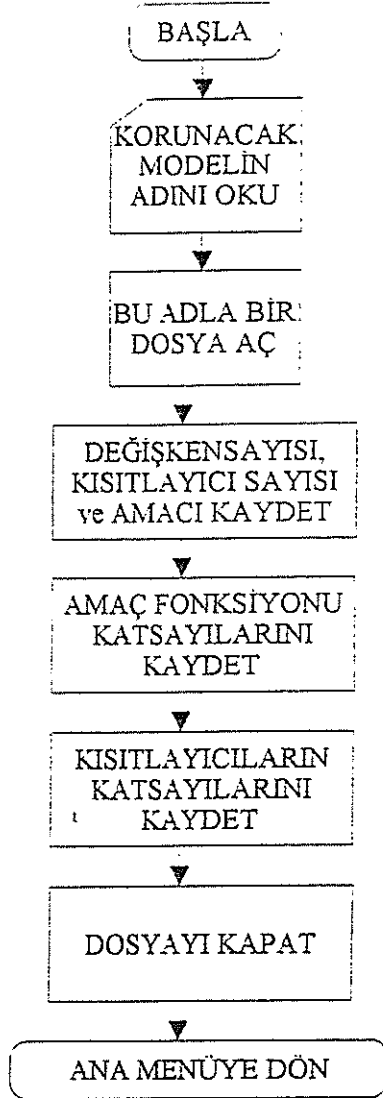 BAŞLA
KORUNACAK
MODELİN
ADINI OKU
BU ADLA BİR
DOSYA AÇ
DEĞİŞKENSAYISI,
KISITLAYICI SAYISI
ve AMACI KAYDET
AMAÇ FONKSİYONU
KATSAYILARINI
KAYDET
KISITLAYICILARIN
KATSAYILARINI
KAYDET
DOSYAYI KAPAT
ANA MENÜYE DÖN